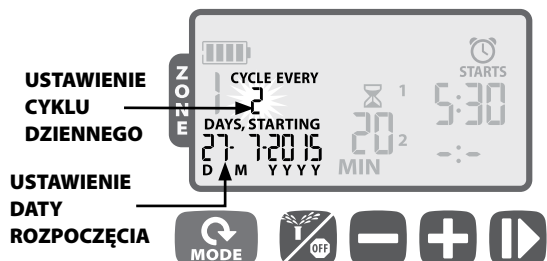 USTAWIENIE
CYKLU
DZIENNEGO
USTAWIENIE
DATY
ROZPOCZĘCIA
ZONE
1
CYCLE EVERY
2
DAYS, STARTING
27- 7-2015
D M Y Y Y Y
1
20 2
MIN
STARTS
5:30
-:-
MODE
OFF